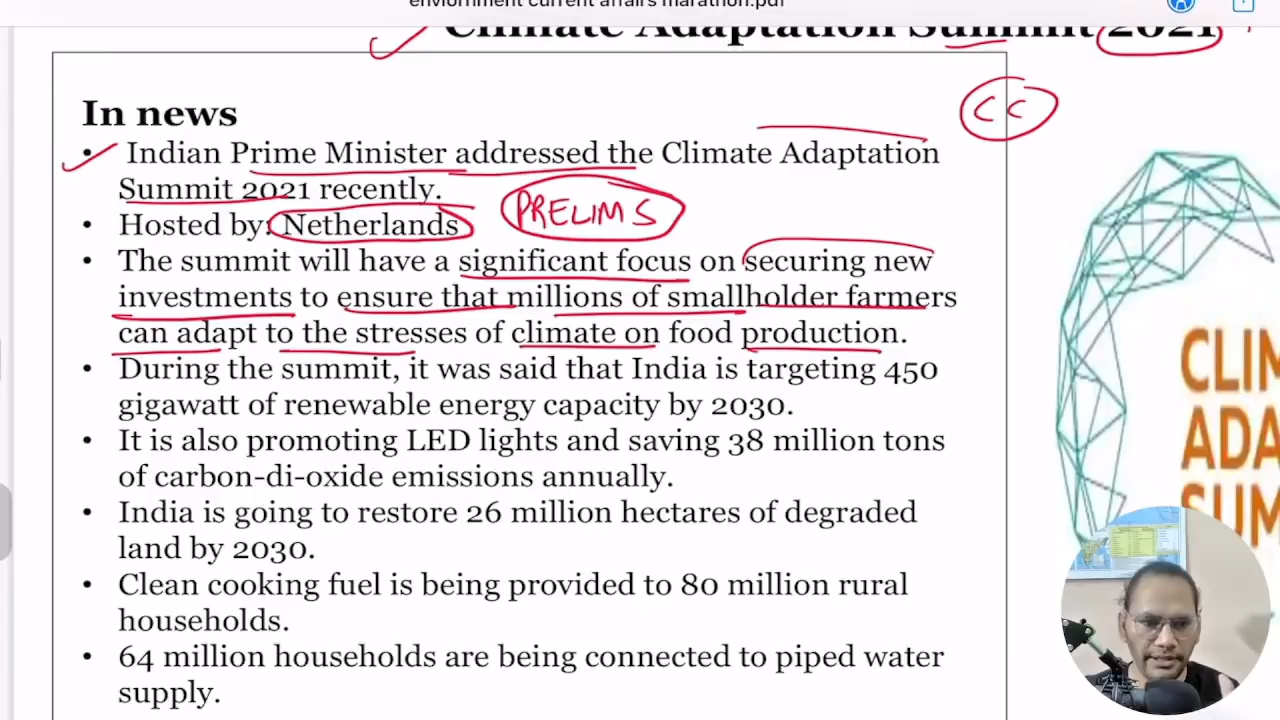 enviornment current affairs marathon.pdf
Climate Adaptation Summit 2021
In news
CC
• Indian Prime Minister addressed the Climate Adaptation
Summit 2021 recently.
PRELIMS
• Hosted by: Netherlands
• The summit will have a significant focus on securing new
investments to ensure that millions of smallholder farmers
can adapt to the stresses of climate on food production.
• During the summit, it was said that India is targeting 450
gigawatt of renewable energy capacity by 2030.
• It is also promoting LED lights and saving 38 million tons
of carbon-di-oxide emissions annually.
• India is going to restore 26 million hectares of degraded
land by 2030.
• Clean cooking fuel is being provided to 80 million rural
households.
• 64 million households are being connected to piped water
supply.
CLIM
ADA
SUM